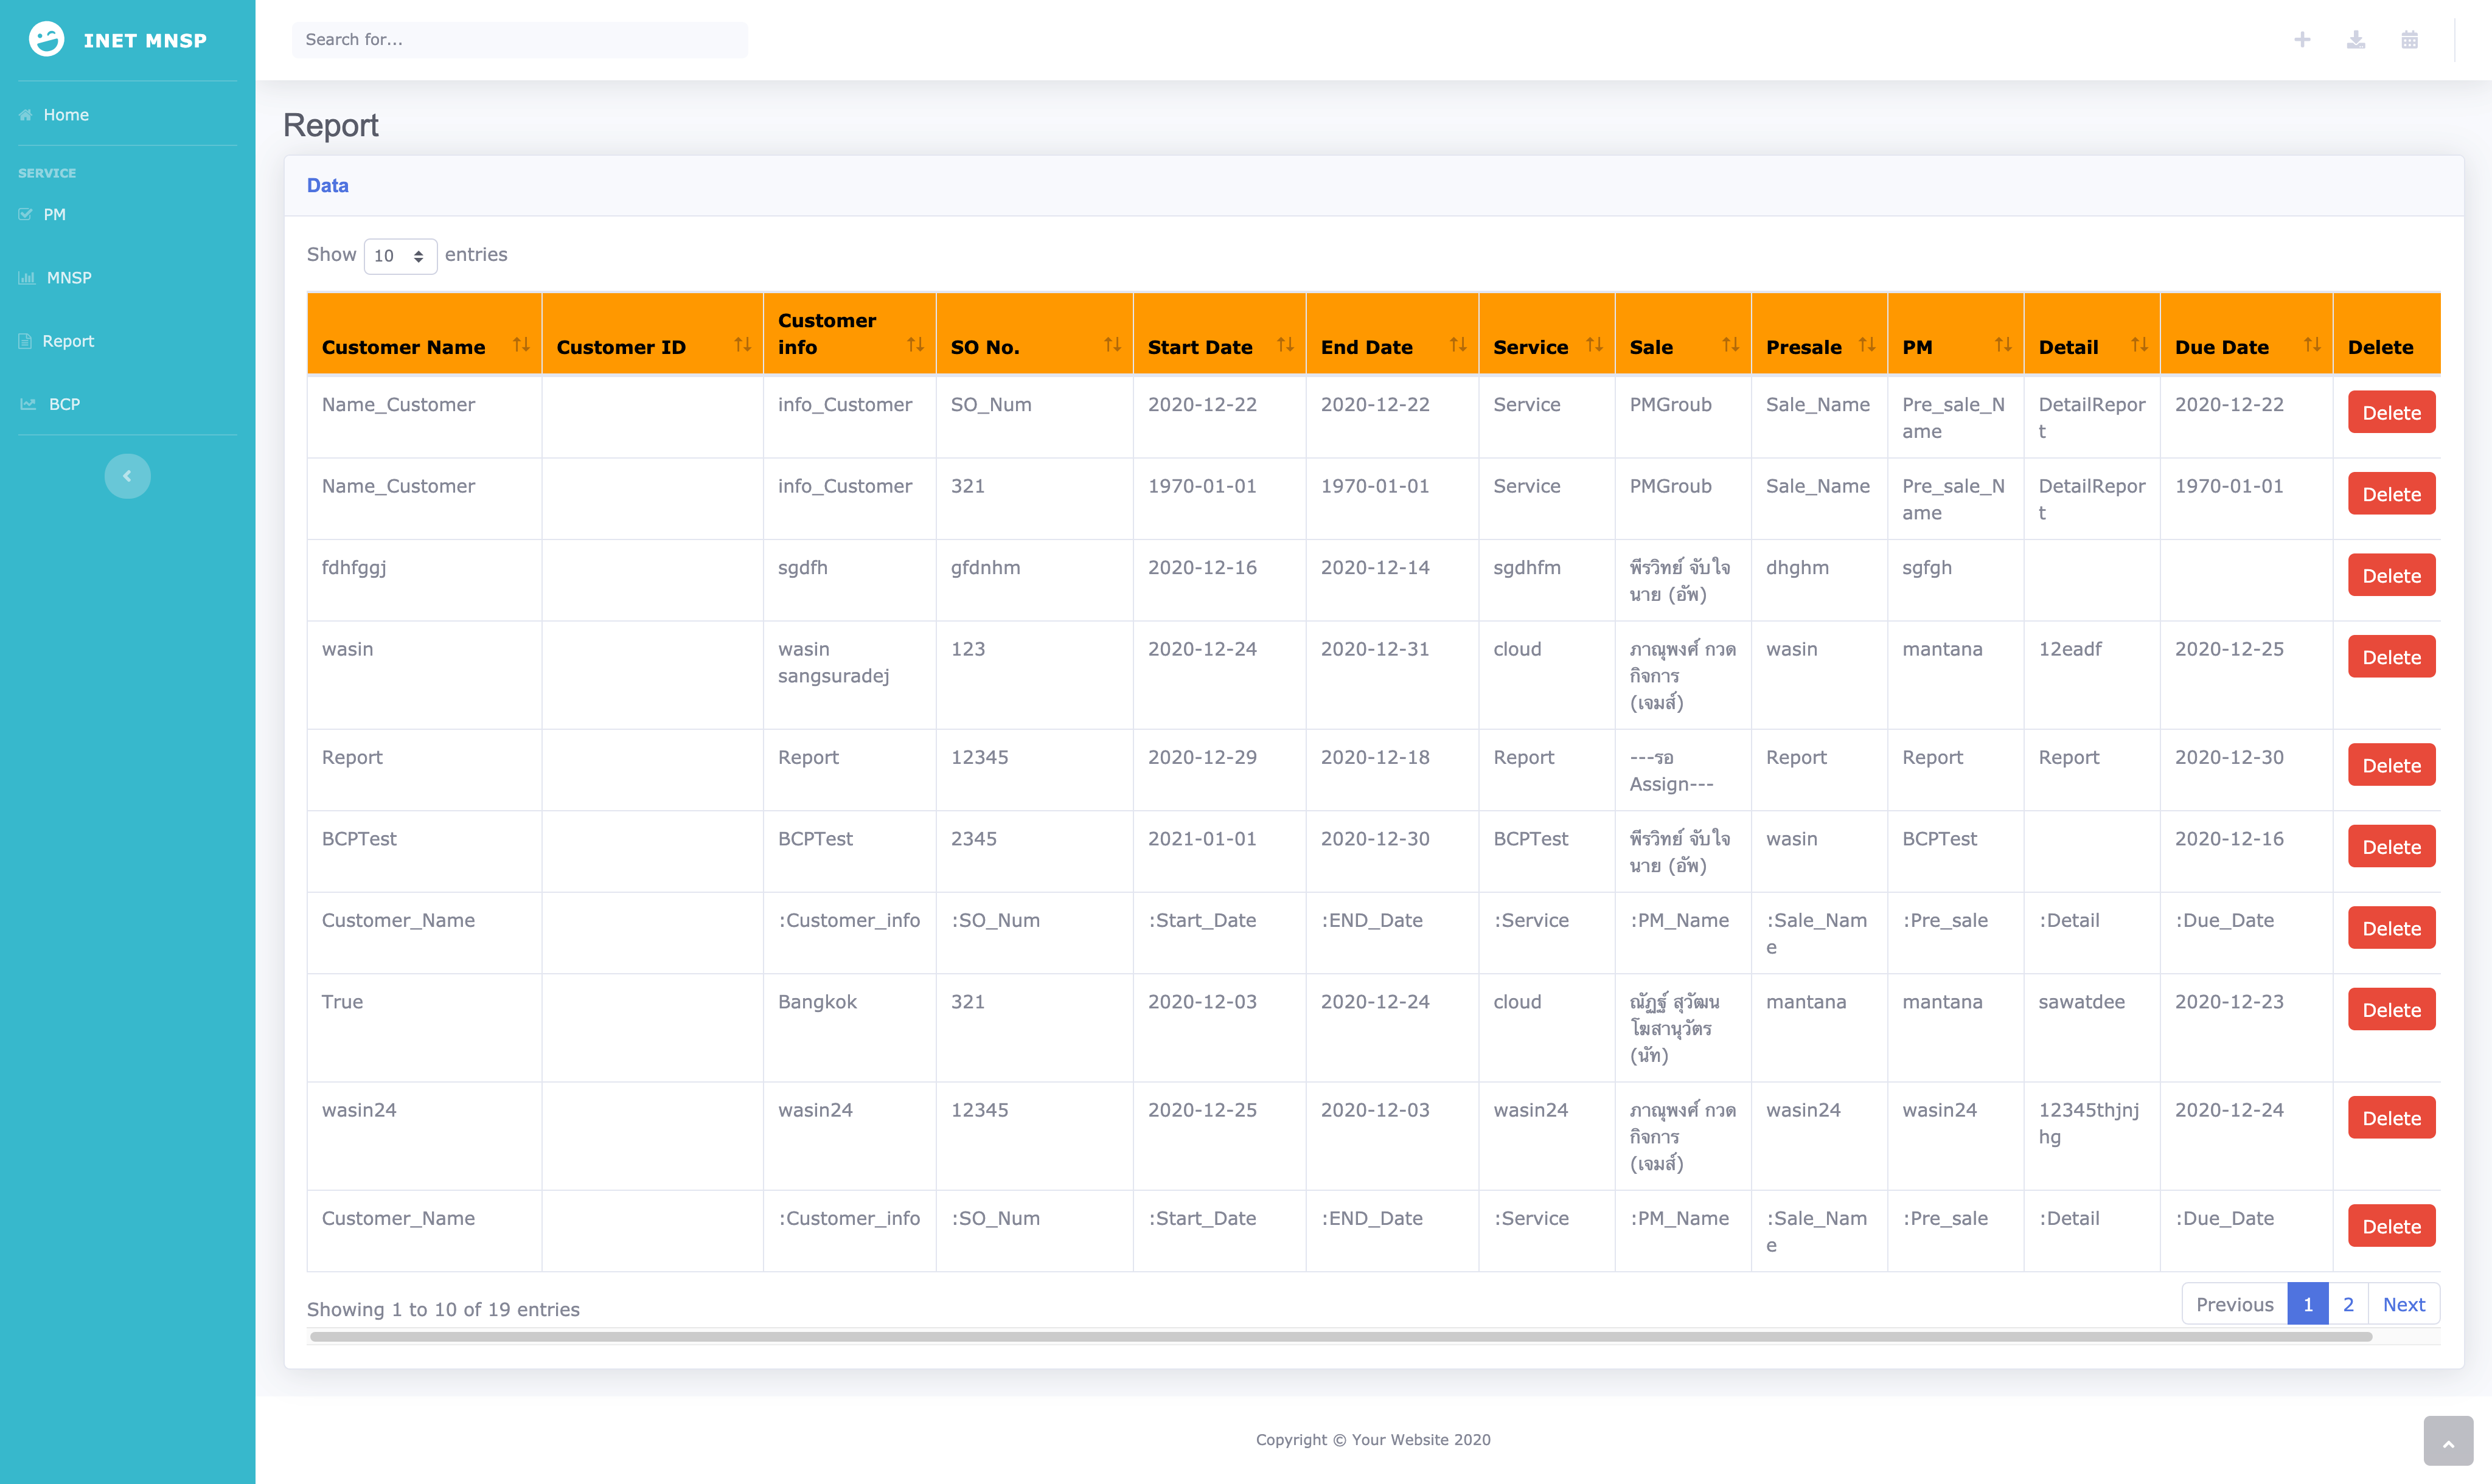 INET MNSP
Search for...
Home
SERVICE
PM
MNSP
Report
BCP
Report
Data
Show 10 entries
Customer Name Customer ID Customer info SO No. Start Date End Date Service Sale Presale PM Detail Due Date Delete
Name_Customer info_Customer SO_Num 2020-12-22 2020-12-22 Service PMGroub Sale_Name Pre_sale_Name DetailReport 2020-12-22 Delete
Name_Customer info_Customer 321 1970-01-01 1970-01-01 Service PMGroub Sale_Name Pre_sale_Name DetailReport 1970-01-01 Delete
fdhfggj sgdfh gfdnhm 2020-12-16 2020-12-14 sgdhfm พีรวิทย์ จับใจนาย (อัพ) dhghm sgfgh Delete
wasin wasin sangsuradej 123 2020-12-24 2020-12-31 cloud ภาณุพงศ์ กวดกิจการ (เจมส์) wasin mantana 12eadf 2020-12-25 Delete
Report Report 12345 2020-12-29 2020-12-18 Report ---รอ Assign--- Report Report Report 2020-12-30 Delete
BCPTest BCPTest 2345 2021-01-01 2020-12-30 BCPTest พีรวิทย์ จับใจนาย (อัพ) wasin BCPTest 2020-12-16 Delete
Customer_Name :Customer_info :SO_Num :Start_Date :END_Date :Service :PM_Name :Sale_Name :Pre_sale :Detail :Due_Date Delete
True Bangkok 321 2020-12-03 2020-12-24 cloud ณัฏฐ์ สุวัฒนโฆสานุวัตร (นัท) mantana mantana sawatdee 2020-12-23 Delete
wasin24 wasin24 12345 2020-12-25 2020-12-03 wasin24 ภาณุพงศ์ กวดกิจการ (เจมส์) wasin24 wasin24 12345thjnjhg 2020-12-24 Delete
Customer_Name :Customer_info :SO_Num :Start_Date :END_Date :Service :PM_Name :Sale_Name :Pre_sale :Detail :Due_Date Delete
Showing 1 to 10 of 19 entries
Previous 1 2 Next
Copyright © Your Website 2020